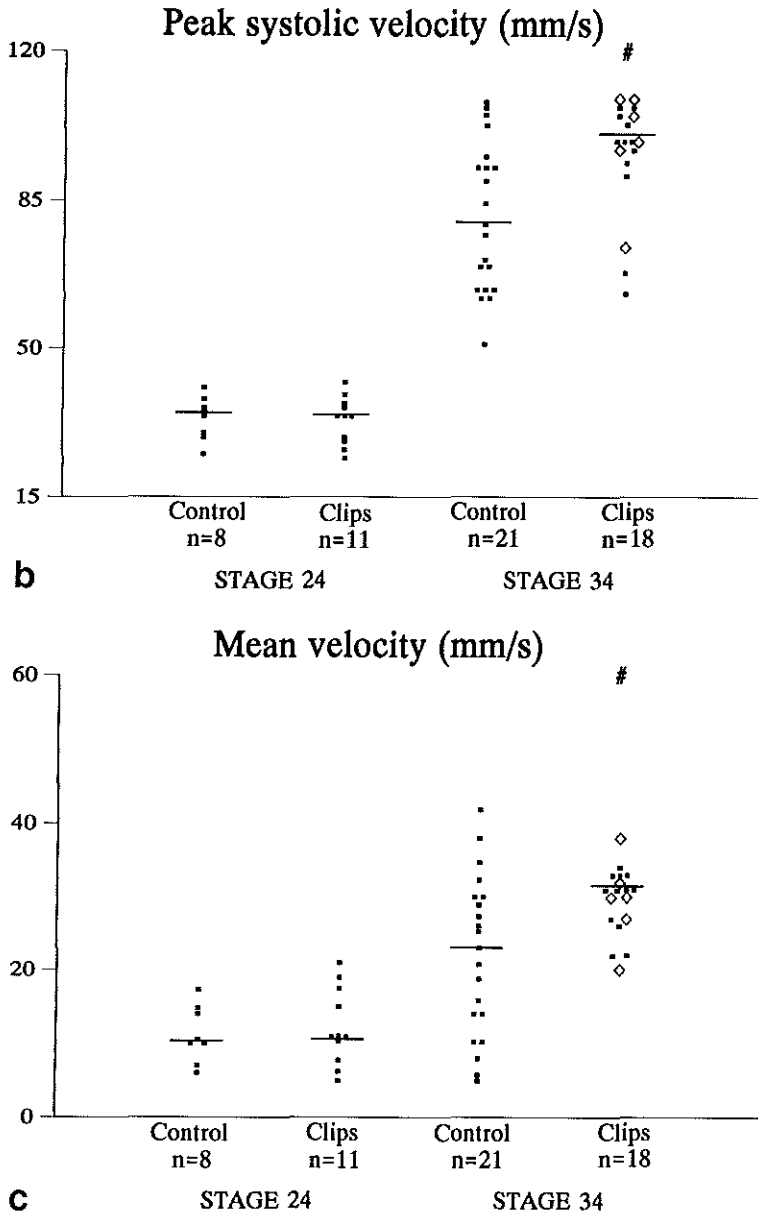 Peak systolic velocity (mm/s)
120
#
85
50
15
Control Clips Control Clips
n=8 n=11 n=21 n=18
b STAGE 24 STAGE 34
Mean velocity (mm/s)
60
#
40
20
0
Control Clips Control Clips
n=8 n=11 n=21 n=18
c STAGE 24 STAGE 34